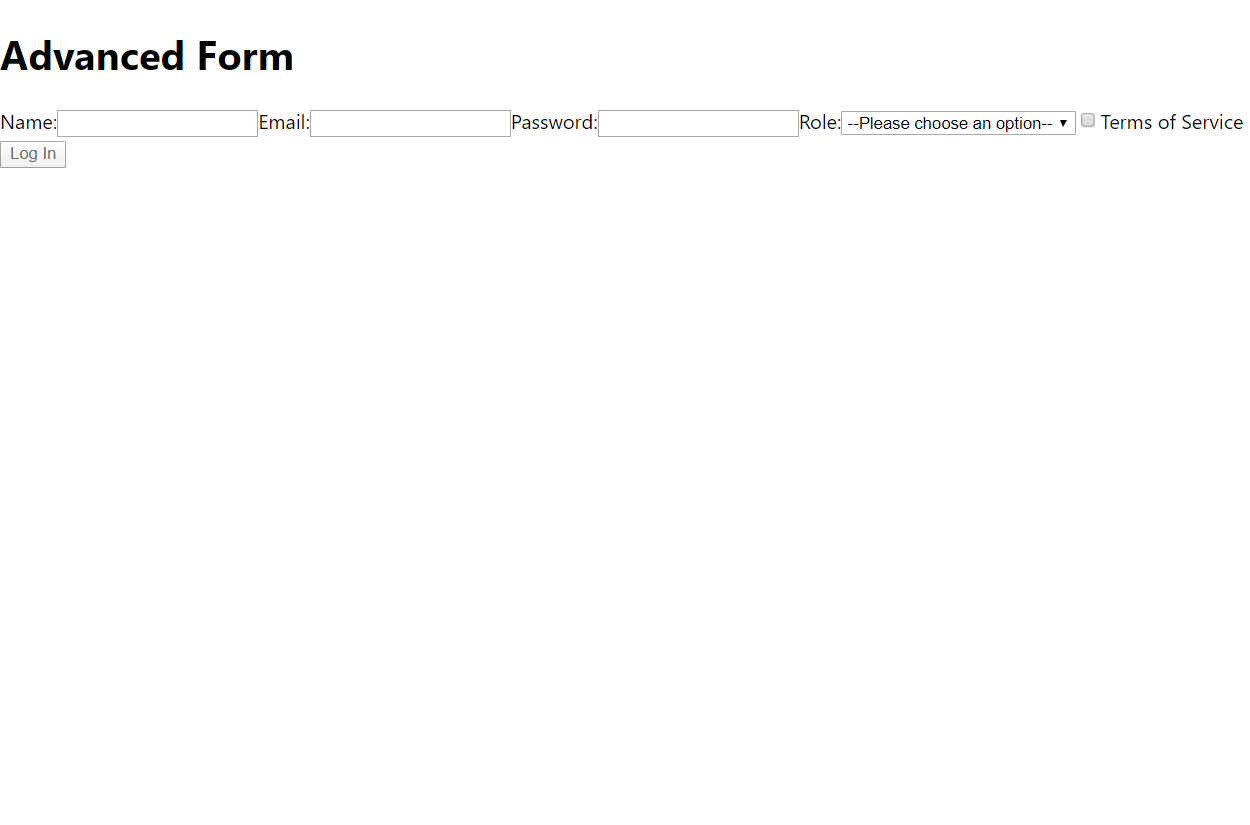 Advanced Form
Name: Email: Password: Role: --Please choose an option-- Terms of Service
Log In